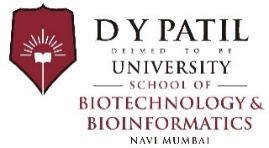 D Y PATIL
DEEMED TO BE
UNIVERSITY
SCHOOL OF
BIOTECHNOLOGY &
BIOINFORMATICS
NAVI MUMBAI